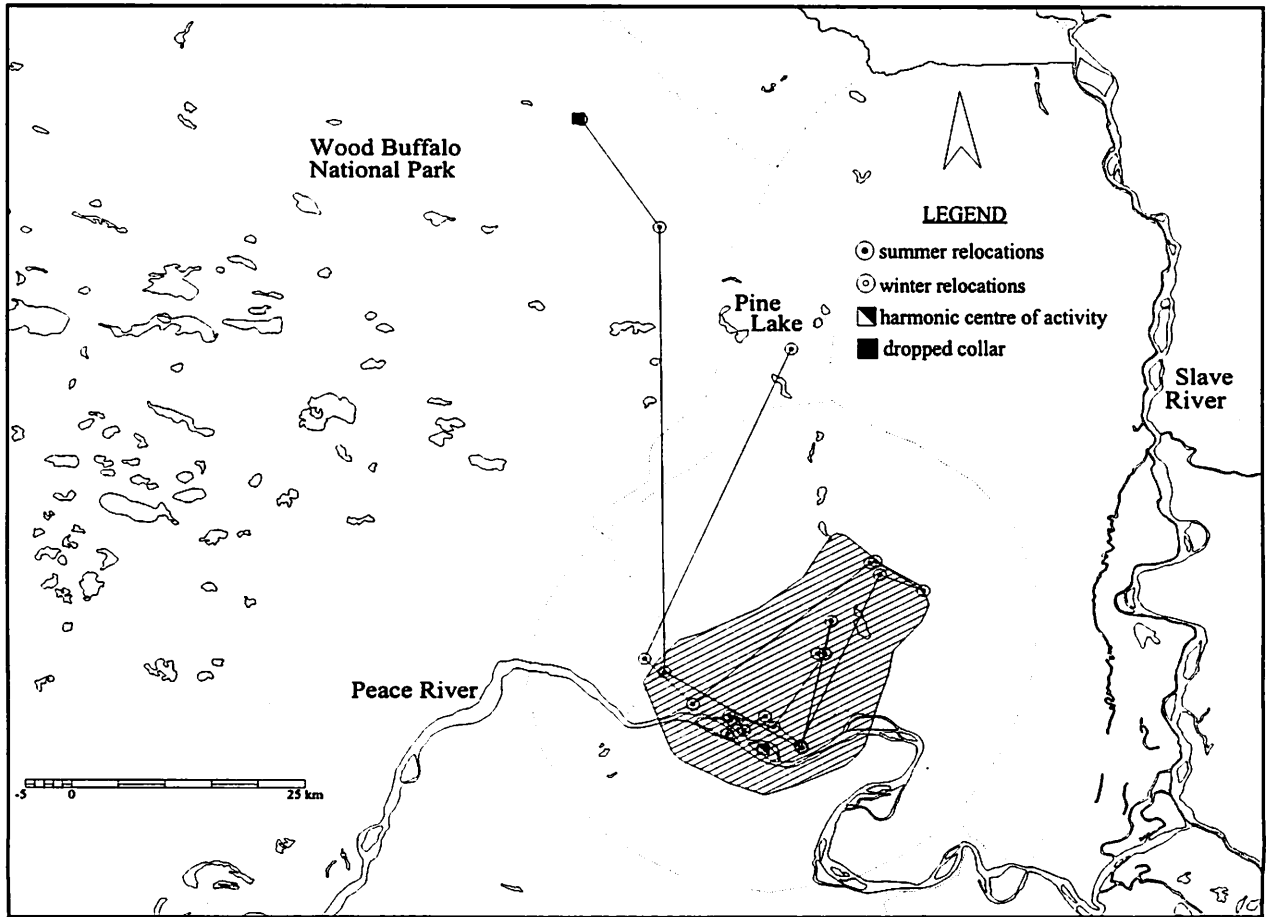 Wood Buffalo
National Park
LEGEND
summer relocations
winter relocations
harmonic centre of activity
dropped collar
Pine
Lake
Slave
River
Peace River
-5 0 25 km